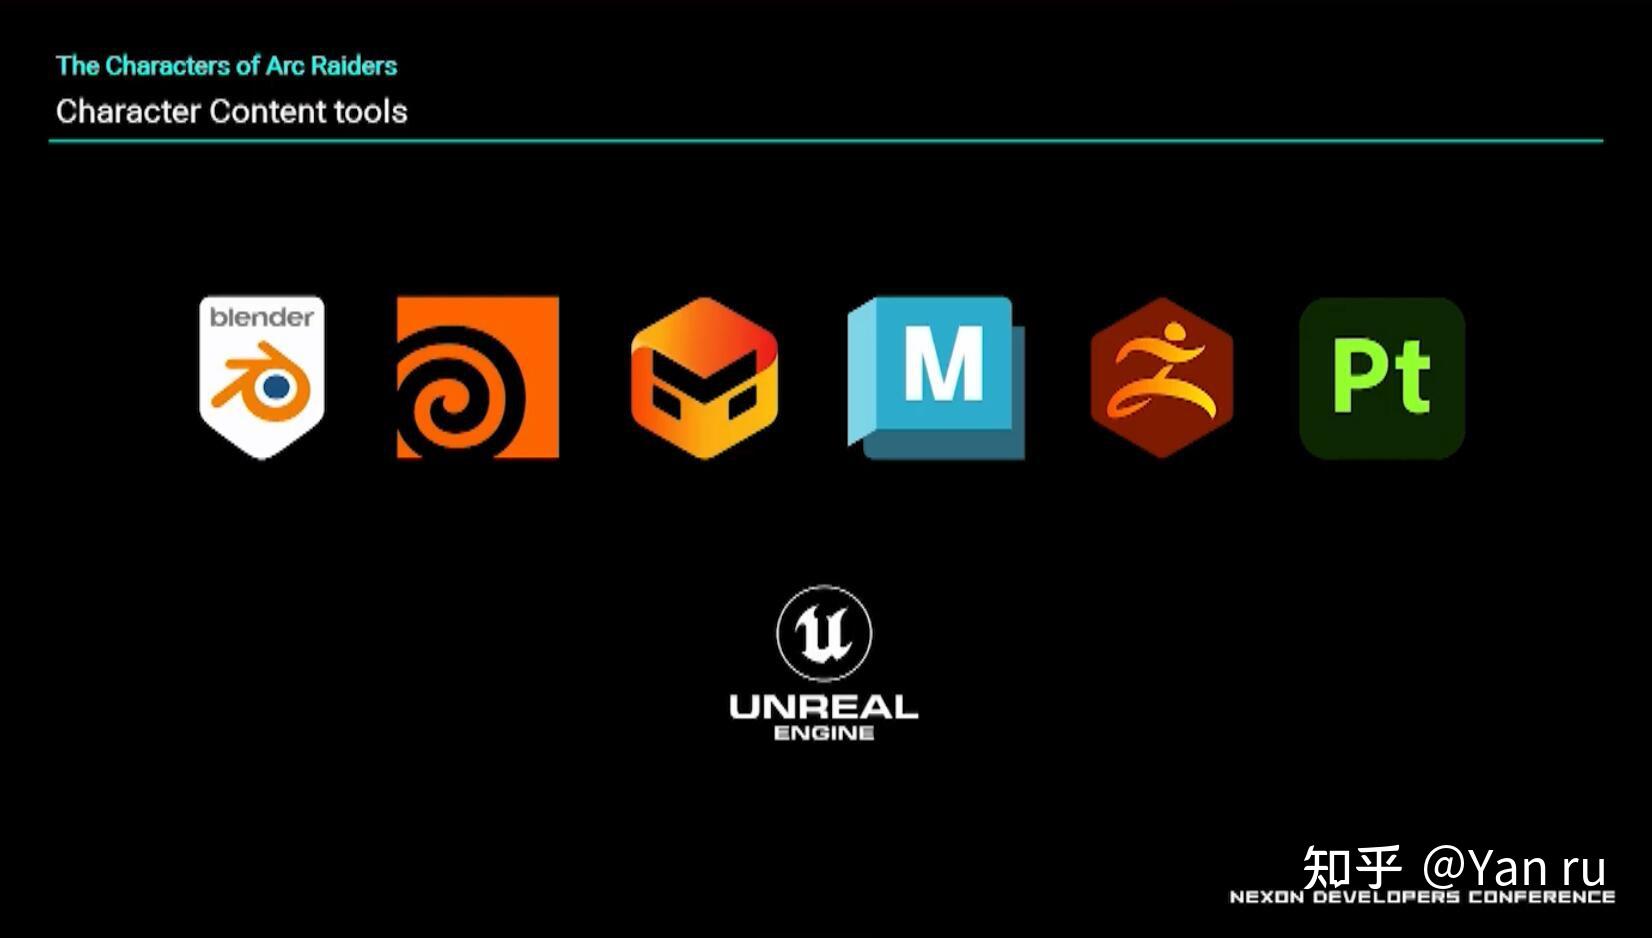 The Characters of Arc Raiders
Character Content tools
blender
M
Pt
UNREAL
ENGINE
知乎 @Yan ru
NEXON DEVELOPERS CONFERENCE